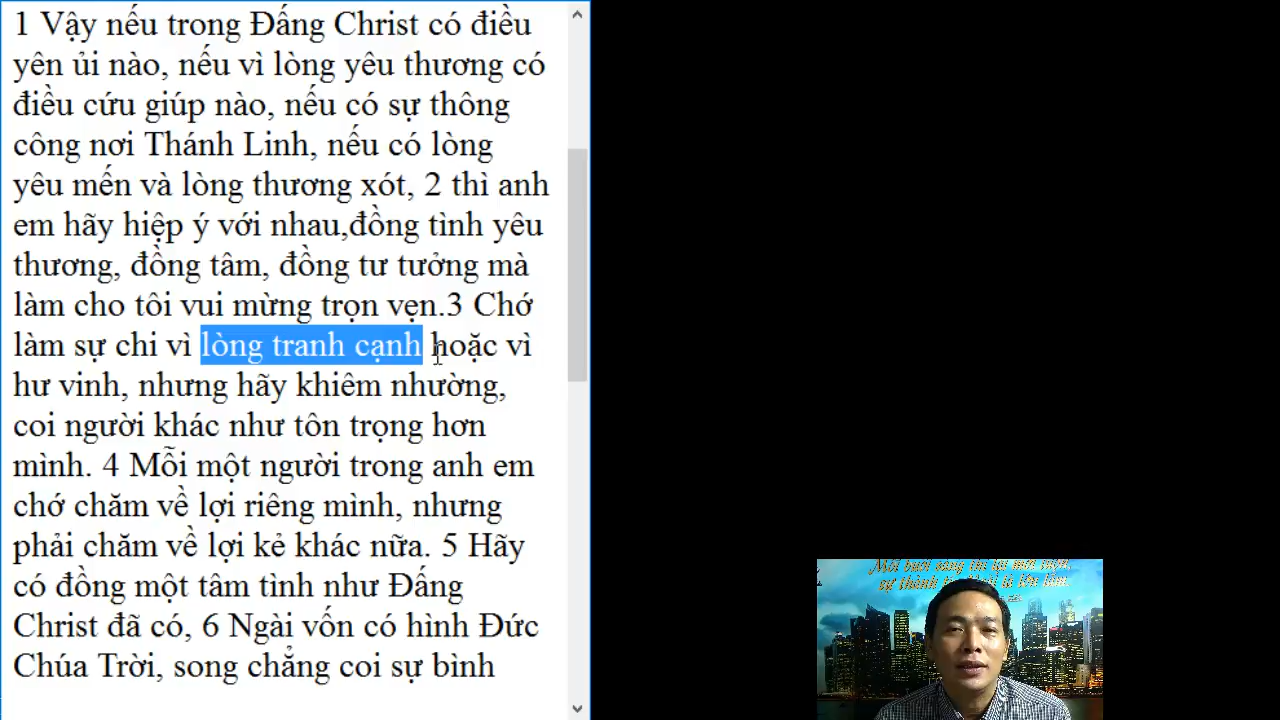 1 Vậy nếu trong Đấng Christ có điều
yên ủi nào, nếu vì lòng yêu thương có
điều cứu giúp nào, nếu có sự thông
công nơi Thánh Linh, nếu có lòng
yêu mến và lòng thương xót, 2 thì anh
em hãy hiệp ý với nhau,đồng tình yêu
thương, đồng tâm, đồng tư tưởng mà
làm cho tôi vui mừng trọn vẹn.3 Chớ
làm sự chi vì lòng tranh cạnh hoặc vì
hư vinh, nhưng hãy khiêm nhường,
coi người khác như tôn trọng hơn
mình. 4 Mỗi một người trong anh em
chớ chăm về lợi riêng mình, nhưng
phải chăm về lợi kẻ khác nữa. 5 Hãy
có đồng một tâm tình như Đấng
Christ đã có, 6 Ngài vốn có hình Đức
Chúa Trời, song chẳng coi sự bình